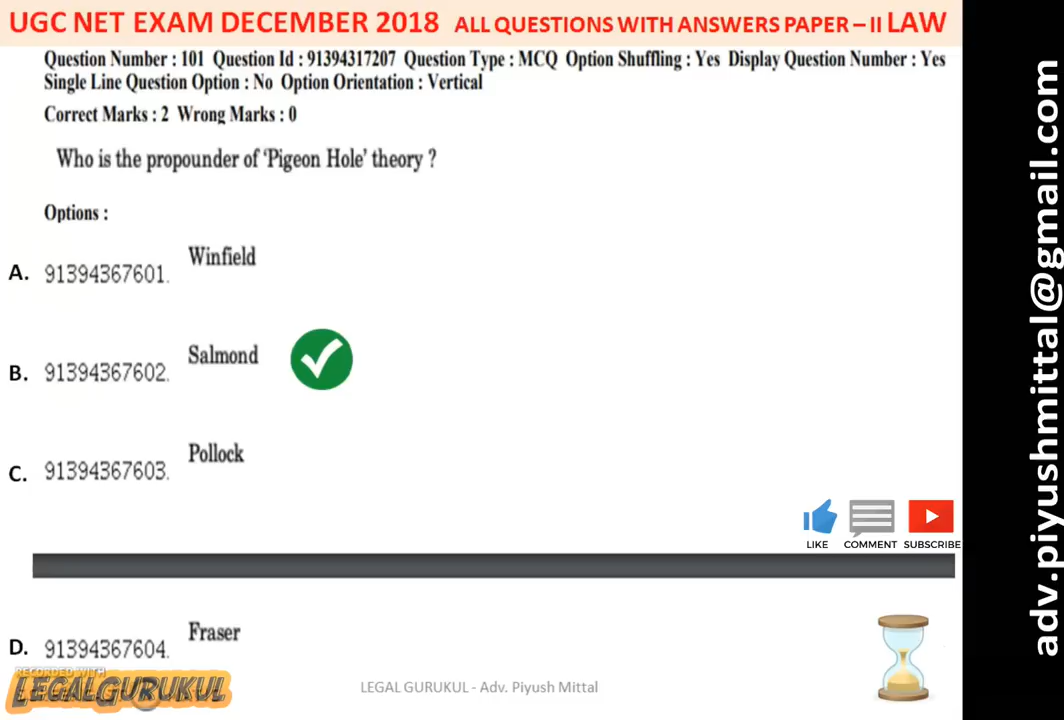 UGC NET EXAM DECEMBER 2018 ALL QUESTIONS WITH ANSWERS PAPER – II LAW
Question Number : 101 Question Id : 91394317207 Question Type : MCQ Option Shuffling : Yes Display Question Number : Yes
Single Line Question Option : No Option Orientation : Vertical
Correct Marks : 2 Wrong Marks : 0
Who is the propounder of ‘Pigeon Hole’ theory ?
Options :
Winfield
A. 91394367601.
Salmond
B. 91394367602.
Pollock
C. 91394367603.
LIKE COMMENT SUBSCRIBE
Fraser
D. 91394367604.
RECORDED WITH
LEGALGURUKUL
LEGAL GURUKUL - Adv. Piyush Mittal
adv.piyushmittal@gmail.com